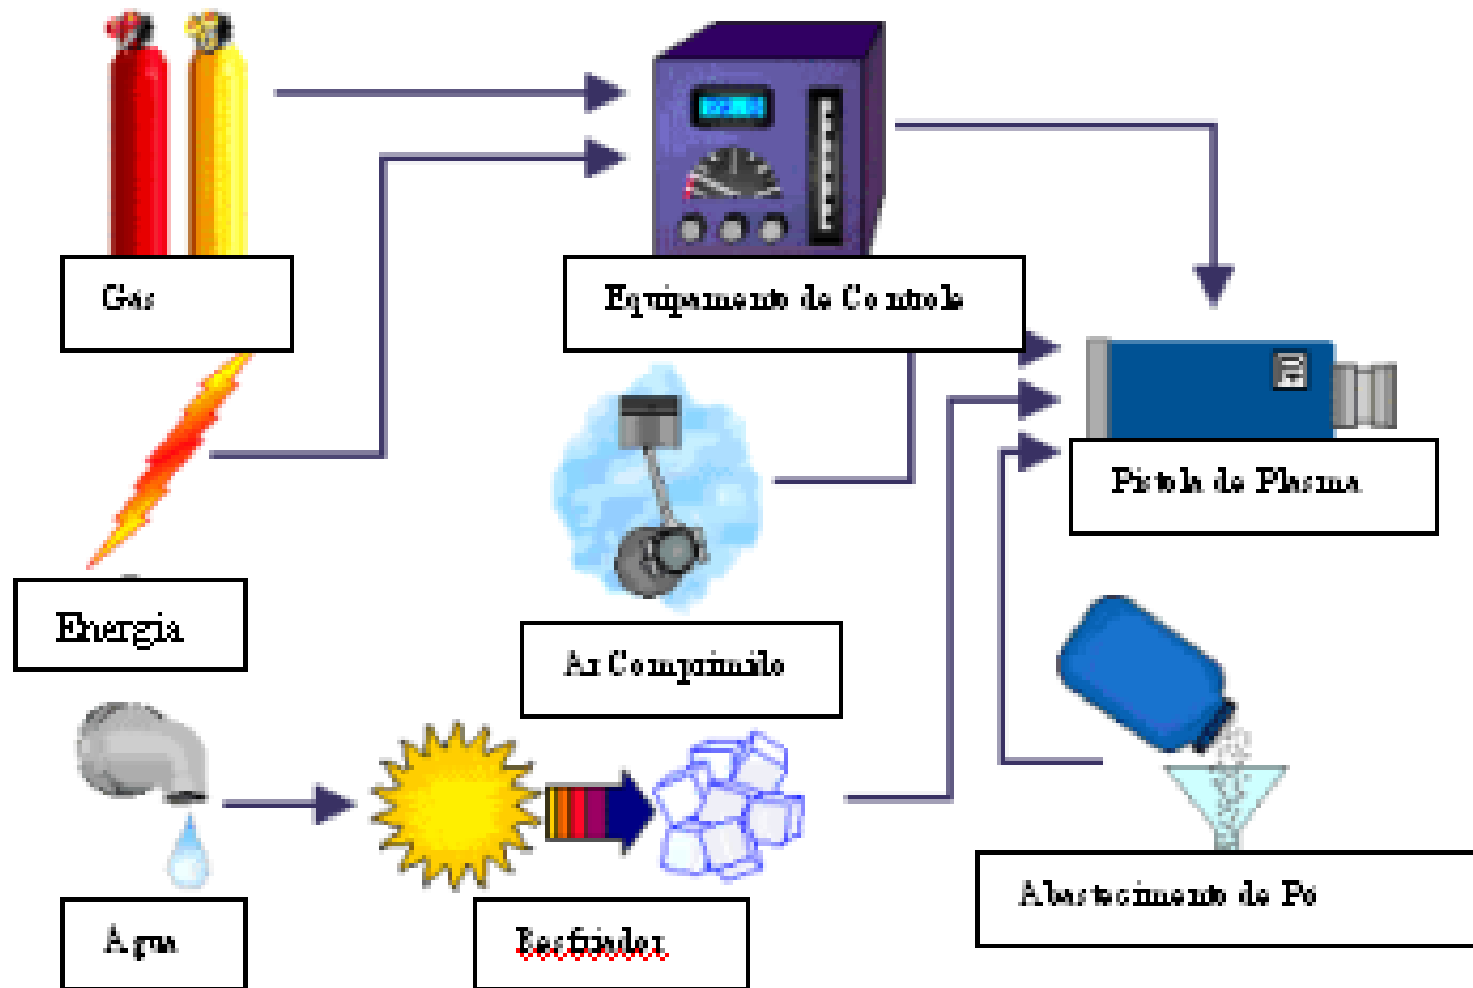 Gás
Equipamento de Controle
Pistola de Plasma
Energia
Ar Comprimido
Abastecimento de Pó
Água
Resfriador